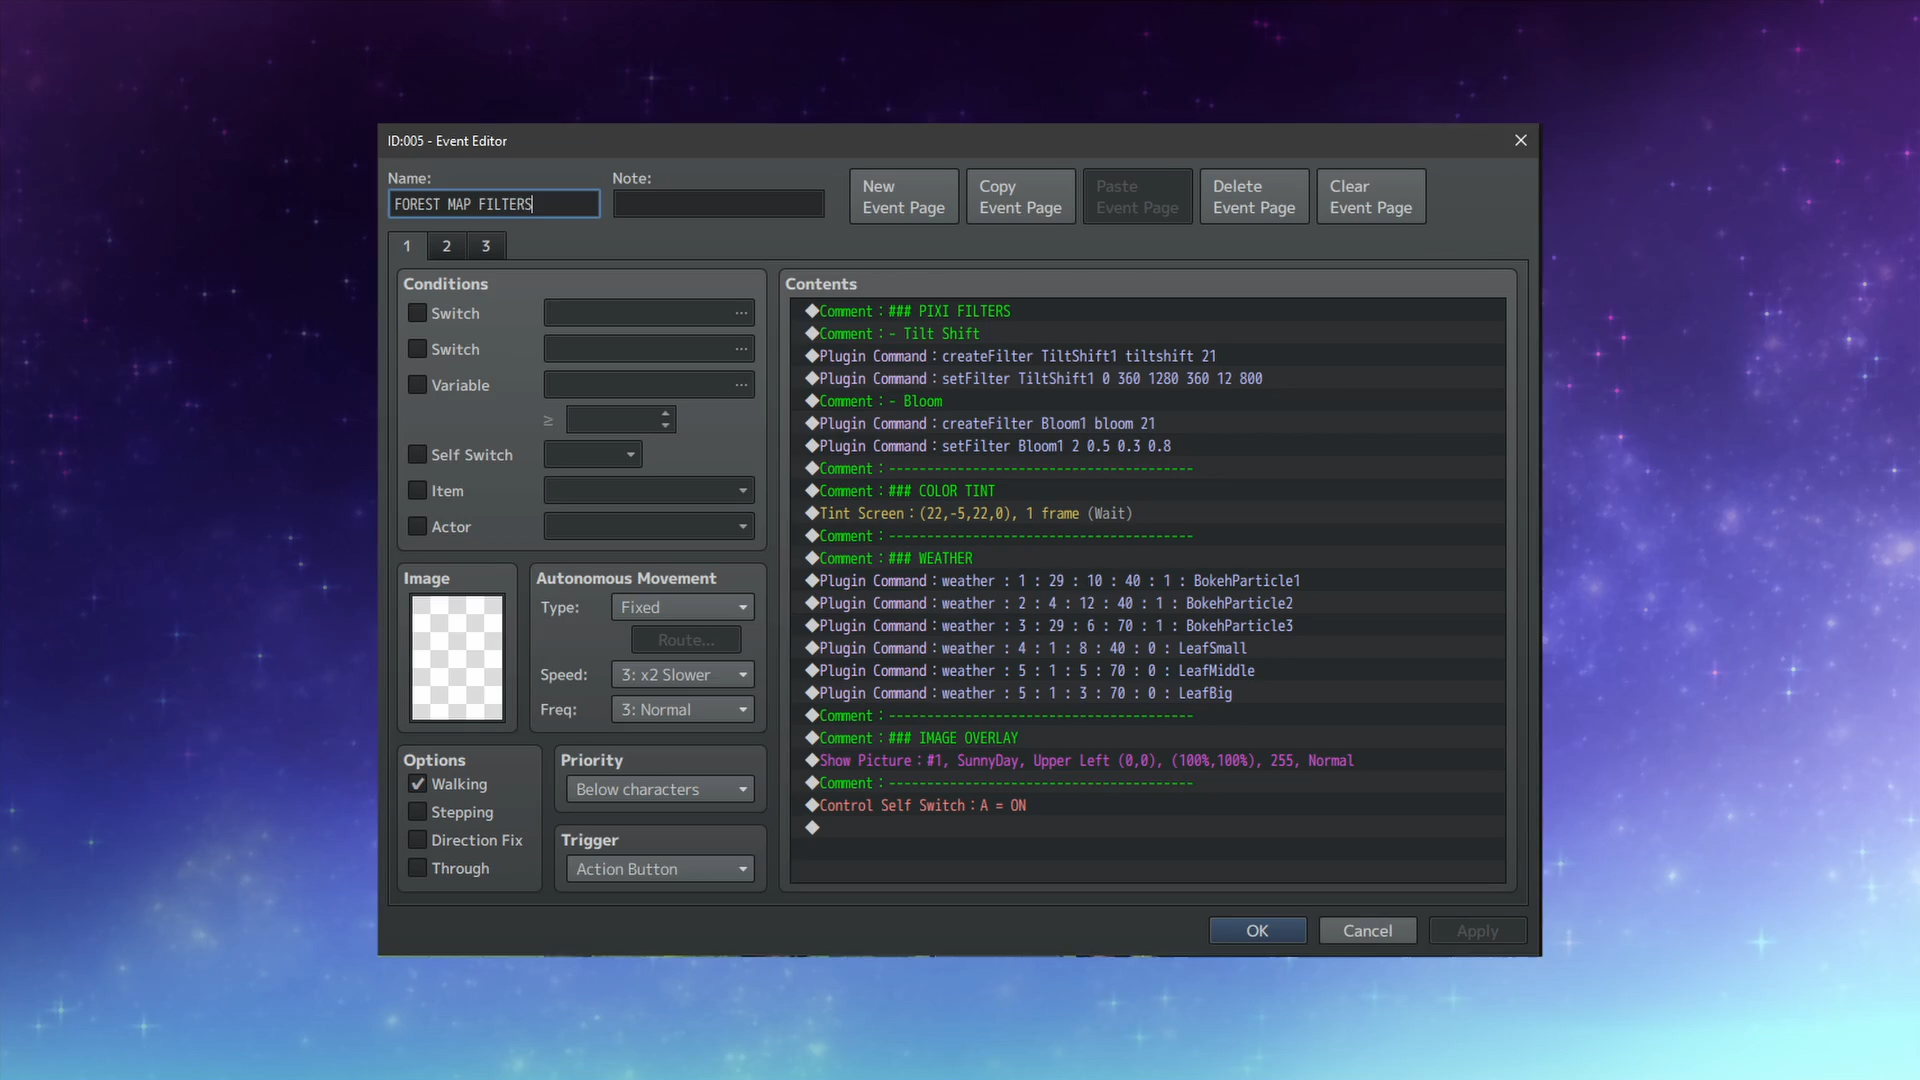 ID:005 - Event Editor
Name:
Note:
FOREST MAP FILTERS
New
Event Page
Copy
Event Page
Paste
Event Page
Delete
Event Page
Clear
Event Page
1
2
3
Conditions
Switch
...
Switch
...
Variable
...
≥
Self Switch
Item
Actor
Image
Autonomous Movement
Type:
Fixed
Route...
Speed:
3: x2 Slower
Freq:
3: Normal
Options
Walking
Stepping
Direction Fix
Through
Priority
Below characters
Trigger
Action Button
Contents
◆Comment : ### PIXI FILTERS
◆Comment : - Tilt Shift
◆Plugin Command : createFilter TiltShift1 tiltshift 21
◆Plugin Command : setFilter TiltShift1 0 360 1280 360 12 800
◆Comment : - Bloom
◆Plugin Command : createFilter Bloom1 bloom 21
◆Plugin Command : setFilter Bloom1 2 0.5 0.3 0.8
◆Comment : ----------------------------------------
◆Comment : ### COLOR TINT
◆Tint Screen : (22,-5,22,0), 1 frame (Wait)
◆Comment : ----------------------------------------
◆Comment : ### WEATHER
◆Plugin Command : weather : 1 : 29 : 10 : 40 : 1 : BokehParticle1
◆Plugin Command : weather : 2 : 4 : 12 : 40 : 1 : BokehParticle2
◆Plugin Command : weather : 3 : 29 : 6 : 70 : 1 : BokehParticle3
◆Plugin Command : weather : 4 : 1 : 8 : 40 : 0 : LeafSmall
◆Plugin Command : weather : 5 : 1 : 5 : 70 : 0 : LeafMiddle
◆Plugin Command : weather : 5 : 1 : 3 : 70 : 0 : LeafBig
◆Comment : ----------------------------------------
◆Comment : ### IMAGE OVERLAY
◆Show Picture : #1, SunnyDay, Upper Left (0,0), (100%,100%), 255, Normal
◆Comment : ----------------------------------------
◆Control Self Switch : A = ON
◆
OK
Cancel
Apply